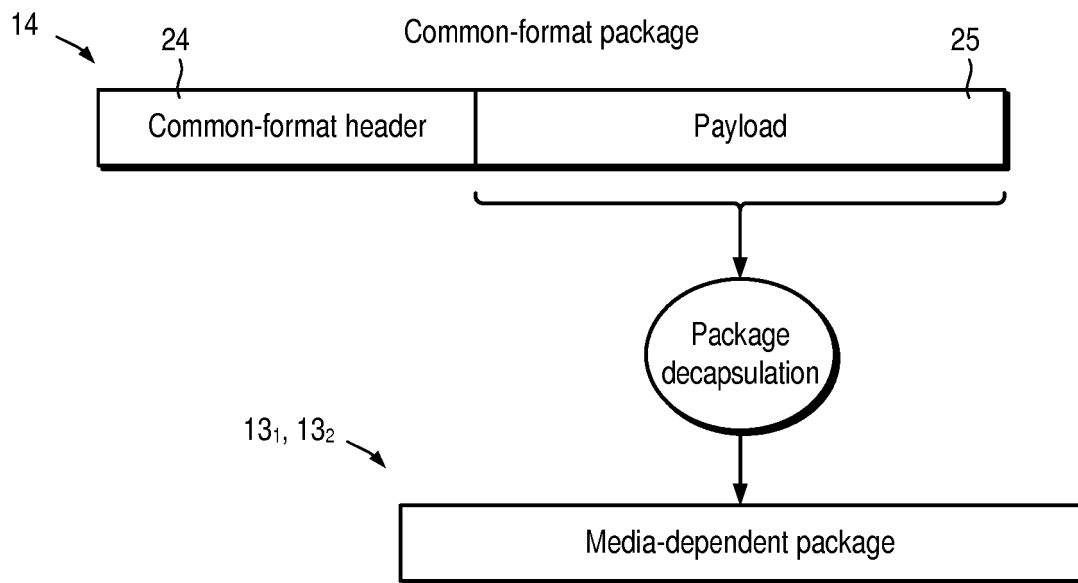 14
24
Common-format package
25
Common-format header
Payload
Package
decapsulation
13₁, 13₂
Media-dependent package